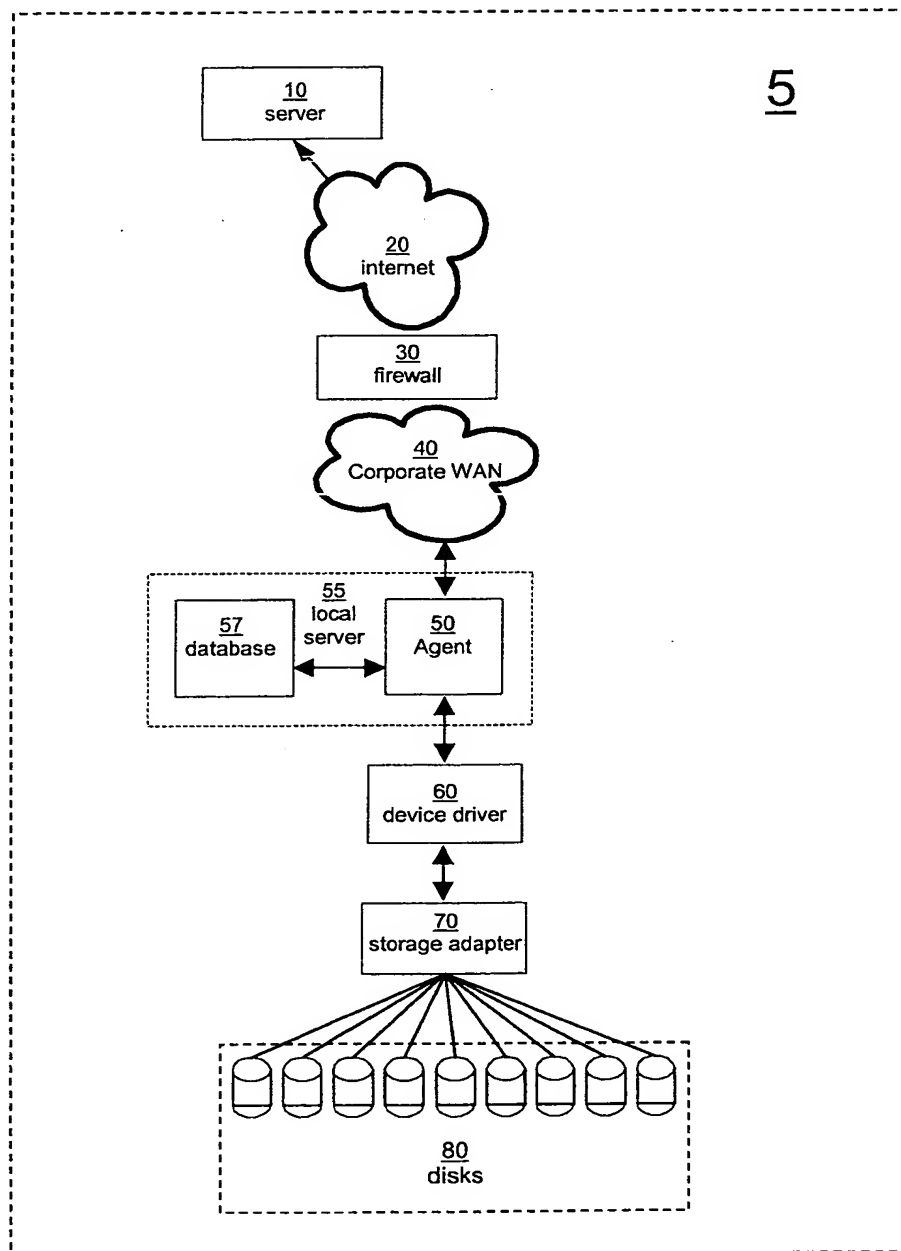 5
10
server
20
internet
30
firewall
40
Corporate WAN
55
local
server
57
database
50
Agent
60
device driver
70
storage adapter
80
disks